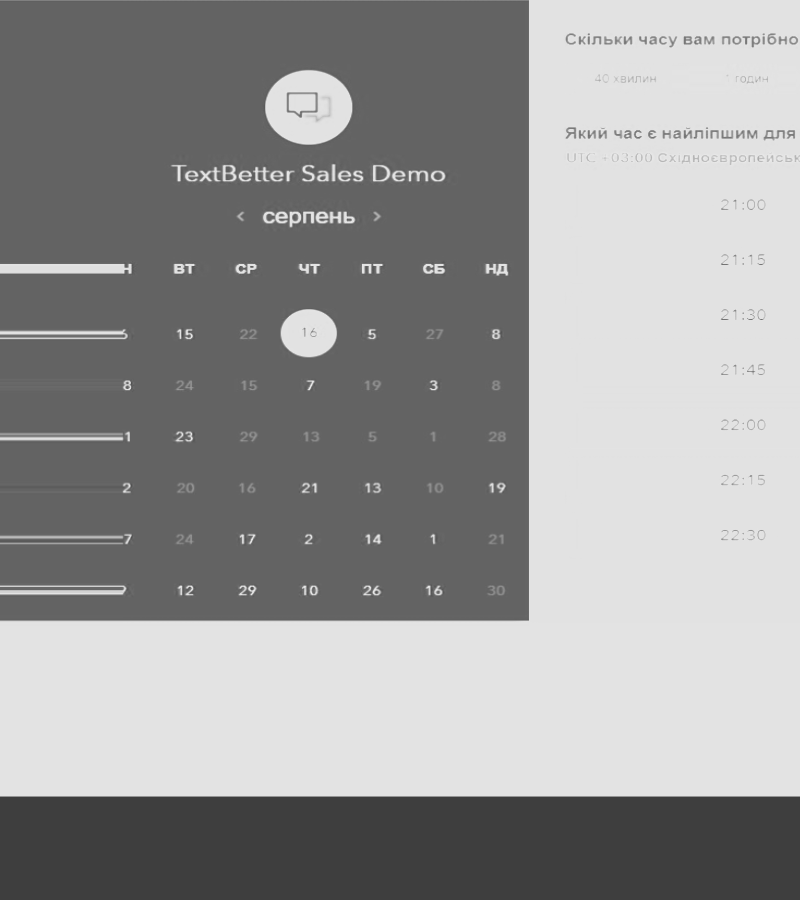 TextBetter Sales Demo
‹ серпень ›
ВТ СР ЧТ ПТ СБ НД
15 22 16 5 27 8
8 24 15 7 19 3 8
1 23 29 13 5 1 28
2 20 16 21 13 10 19
7 24 17 2 14 1 21
12 29 10 26 16 30
Скільки часу вам потрібно
40 хвилин 1 годин
Який час є найліпшим для
UTC +03:00
21:00
21:15
21:30
21:45
22:00
22:15
22:30